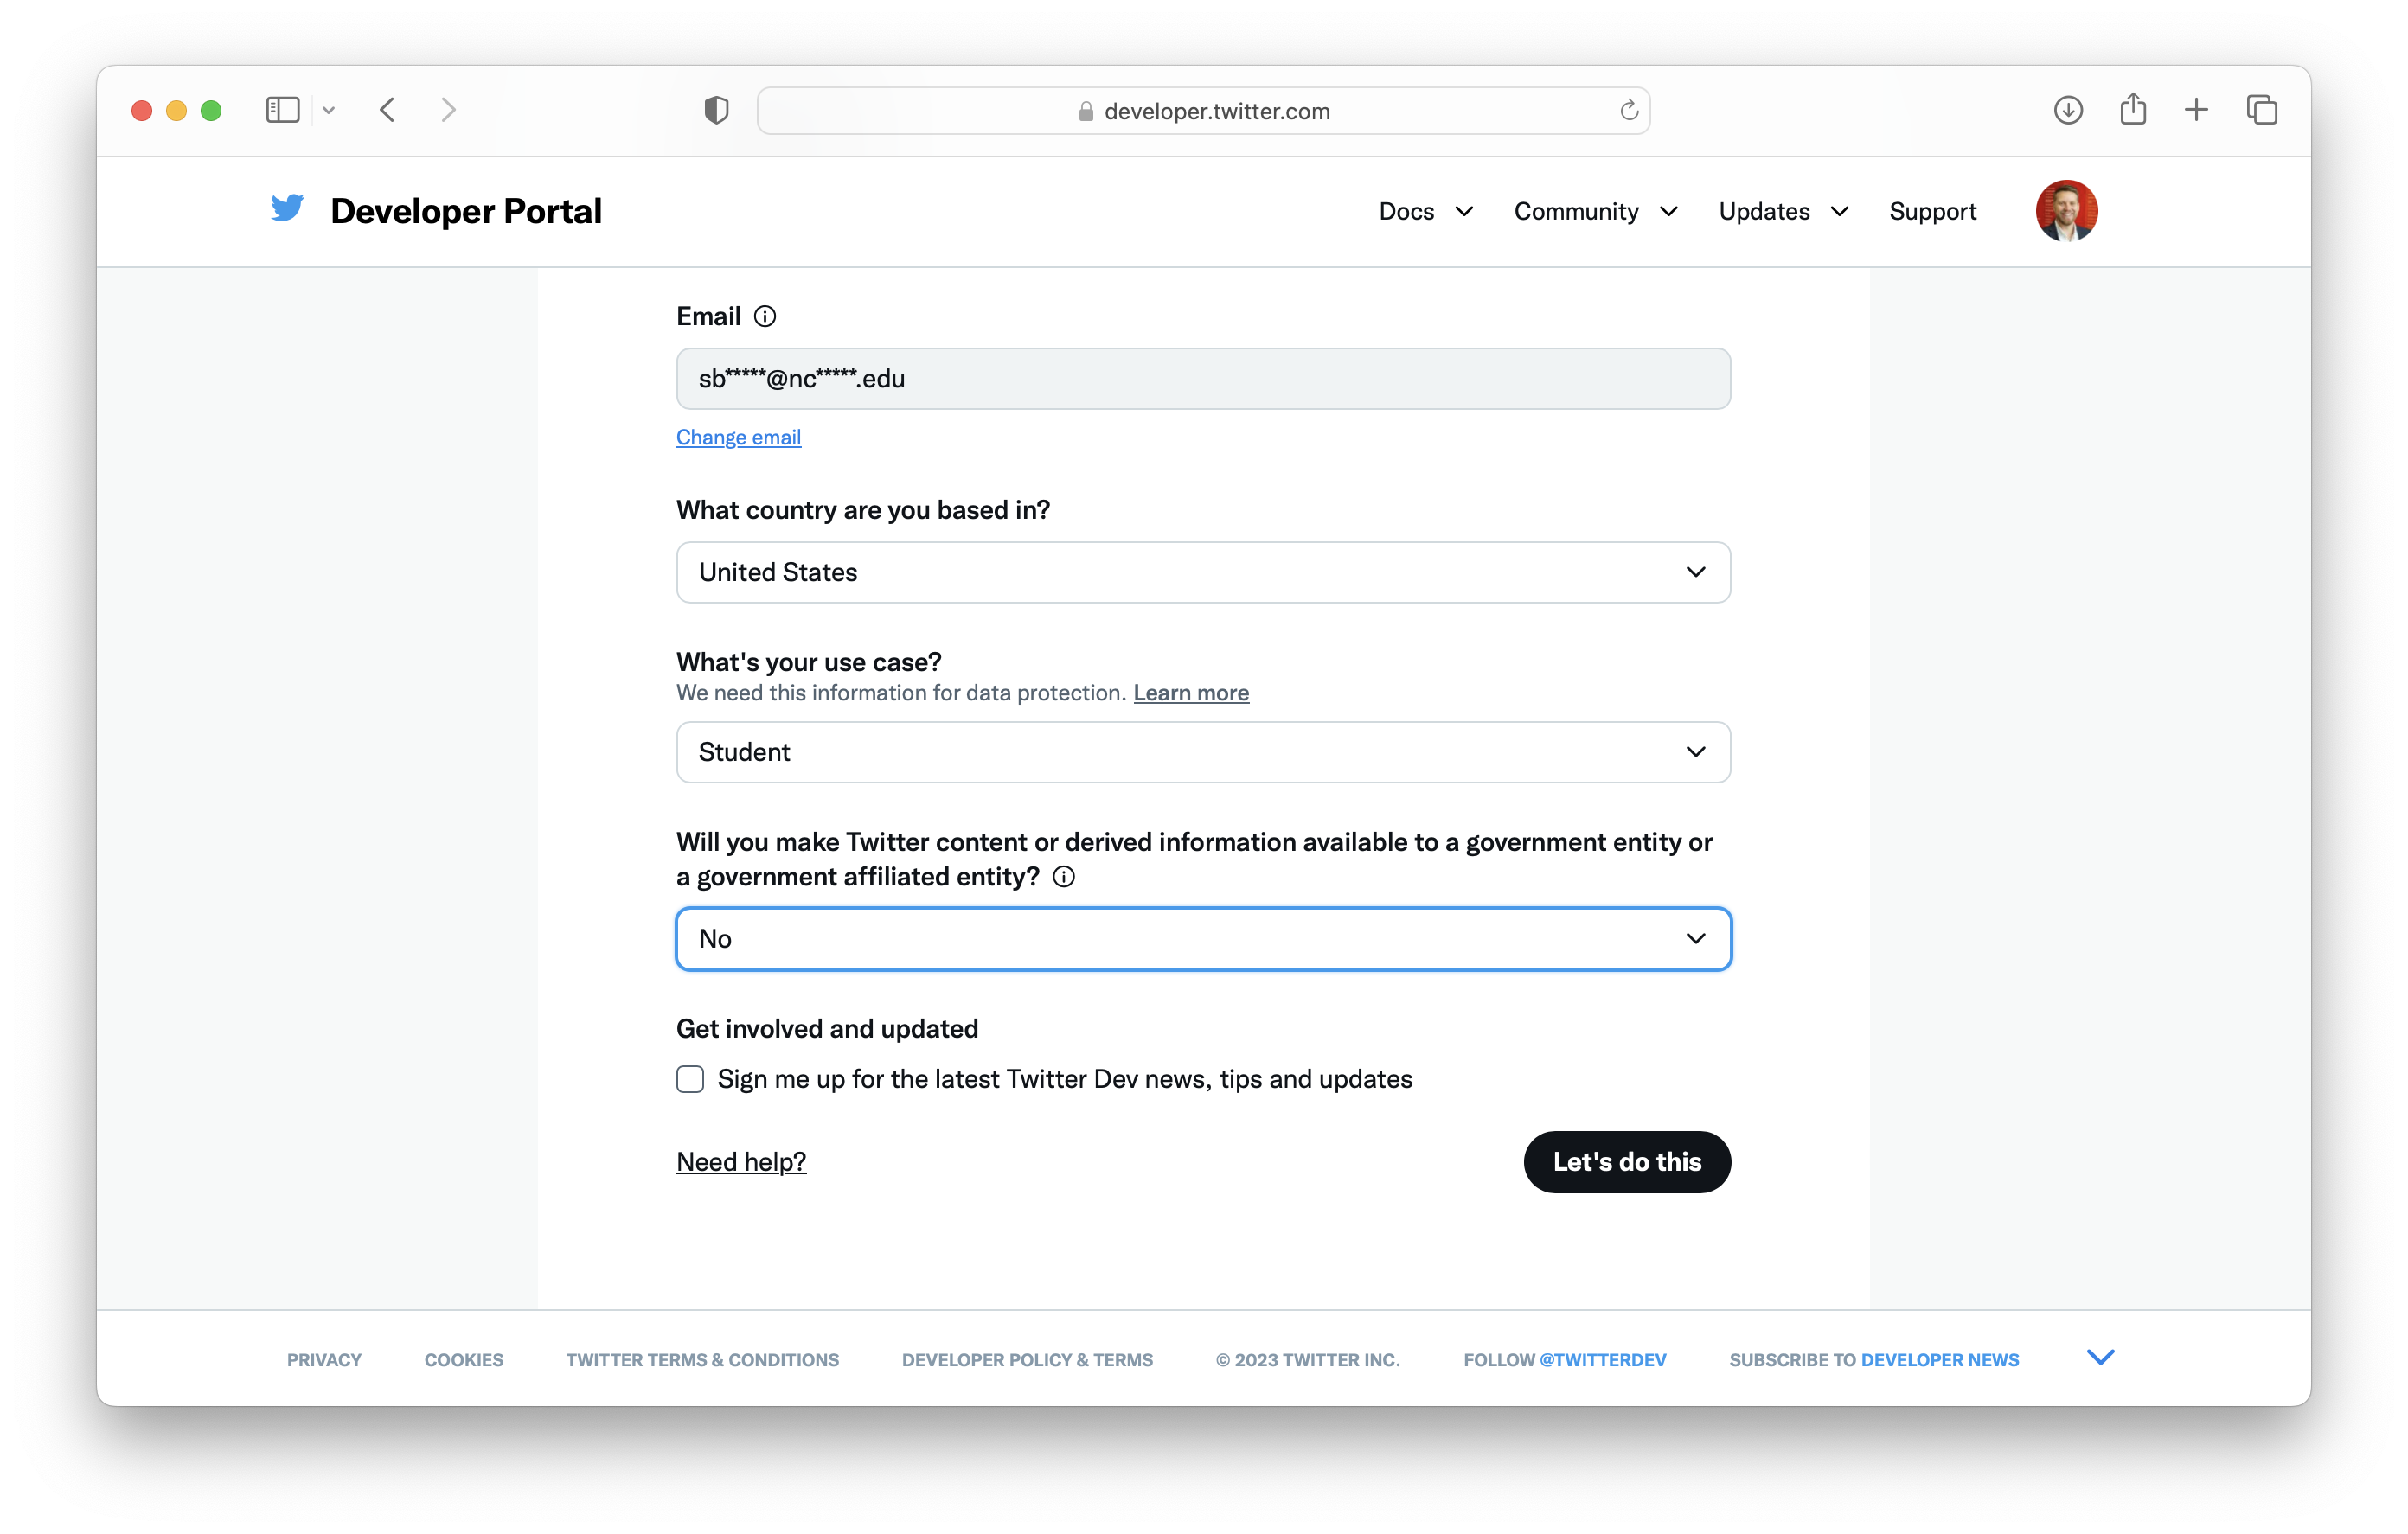 developer.twitter.com
Developer Portal
Docs
Community
Updates
Support
Email
sb*****@nc*****.edu
Change email
What country are you based in?
United States
What's your use case?
We need this information for data protection. Learn more
Student
Will you make Twitter content or derived information available to a government entity or
a government affiliated entity?
No
Get involved and updated
Sign me up for the latest Twitter Dev news, tips and updates
Need help?
Let's do this
PRIVACY
COOKIES
TWITTER TERMS & CONDITIONS
DEVELOPER POLICY & TERMS
© 2023 TWITTER INC.
FOLLOW @TWITTERDEV
SUBSCRIBE TO DEVELOPER NEWS